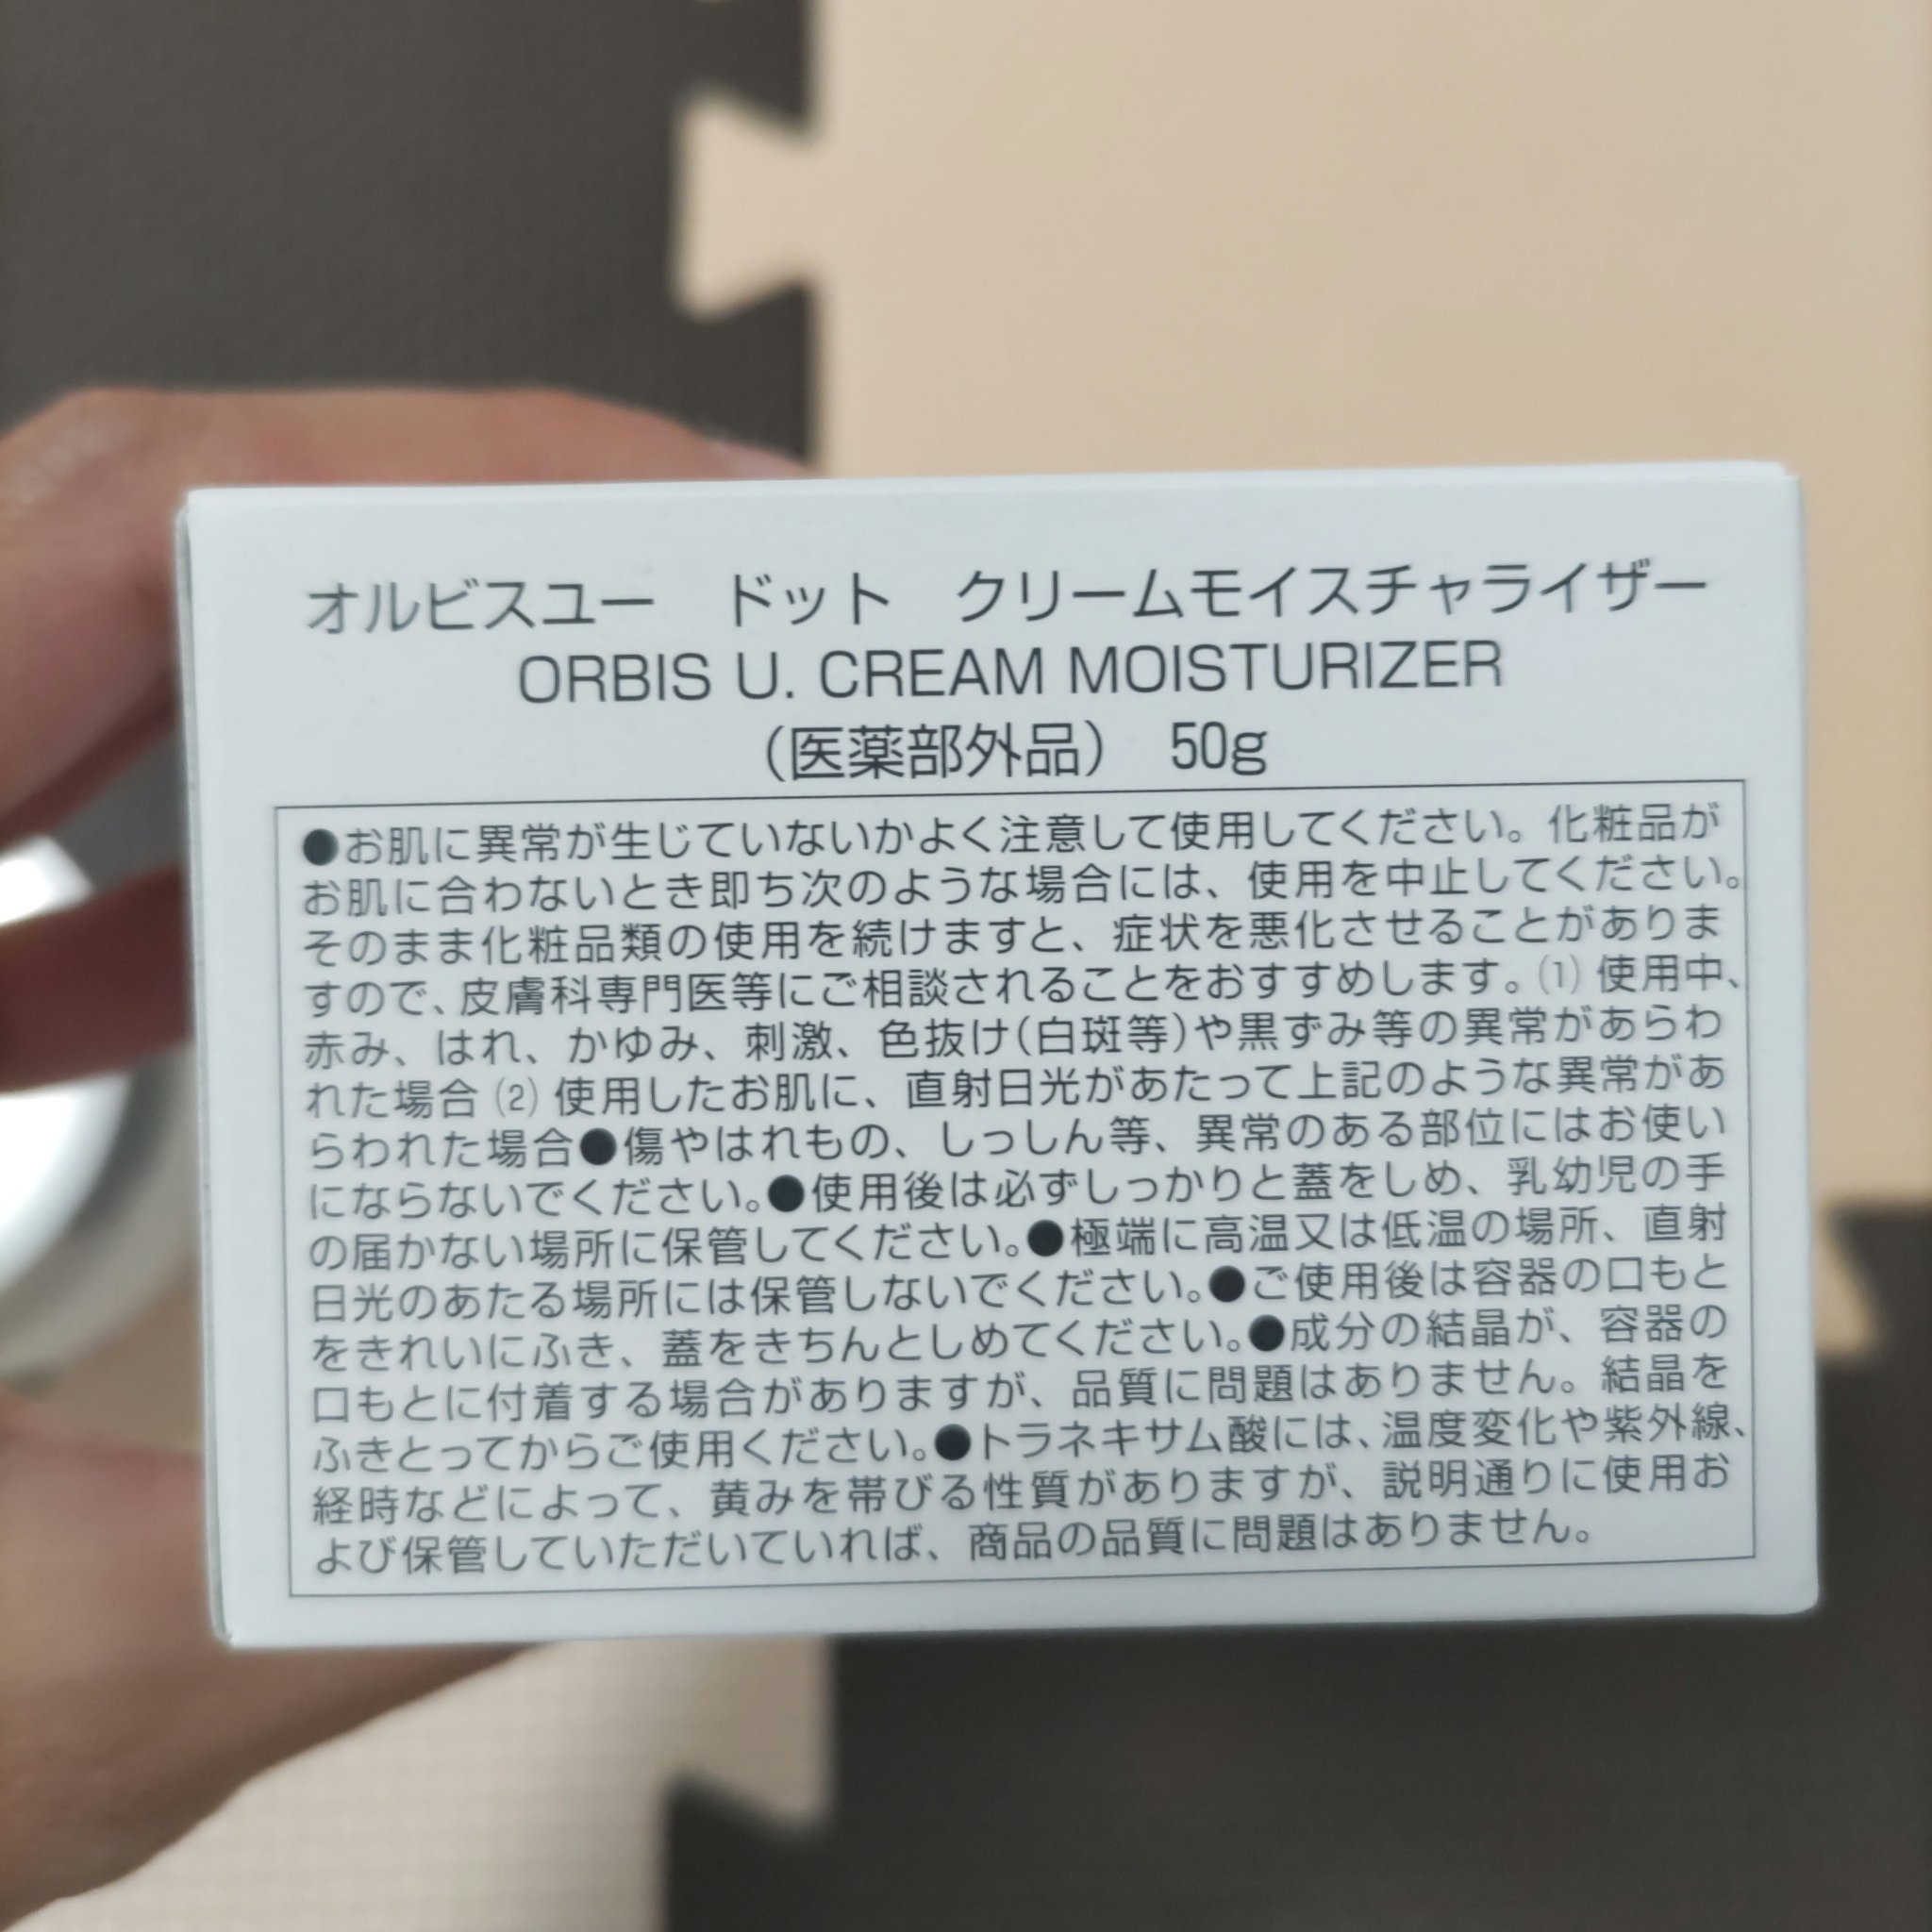 オルビスユー ドット クリームモイスチャライザー
ORBIS U. CREAM MOISTURIZER
（医薬部外品） 50g
●お肌に異常が生じていないかよく注意して使用してください。化粧品が
お肌に合わないとき即ち次のような場合には、使用を中止してください。
そのまま化粧品類の使用を続けますと、症状を悪化させることがありま
すので、皮膚科専門医等にご相談されることをおすすめします。⑴ 使用中、
赤み、はれ、かゆみ、刺激、色抜け（白斑等）や黒ずみ等の異常があらわ
れた場合 ⑵ 使用したお肌に、直射日光があたって上記のような異常があ
らわれた場合●傷やはれもの、しっしん等、異常のある部位にはお使い
にならないでください。●使用後は必ずしっかりと蓋をしめ、乳幼児の手
の届かない場所に保管してください。●極端に高温又は低温の場所、直射
日光のあたる場所には保管しないでください。●ご使用後は容器の口もと
をきれいにふき、蓋をきちんとしめてください。●成分の結晶が、容器の
口もとに付着する場合がありますが、品質に問題はありません。結晶を
ふきとってからご使用ください。●トラネキサム酸には、温度変化や紫外線、
経時などによって、黄みを帯びる性質がありますが、説明通りに使用お
よび保管していただいていれば、商品の品質に問題はありません。